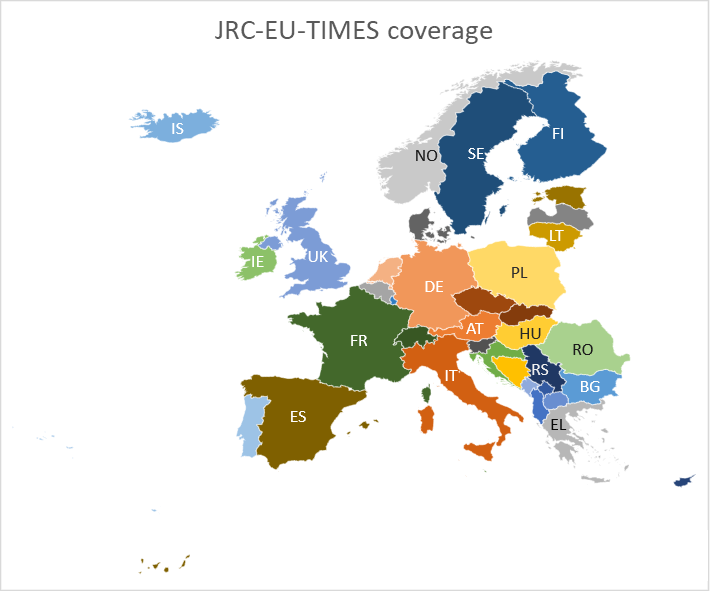 JRC-EU-TIMES coverage
IS
FI
NO
SE
LT
UK
IE
PL
DE
AT
HU
FR
RO
IT
RS
BG
ES
EL